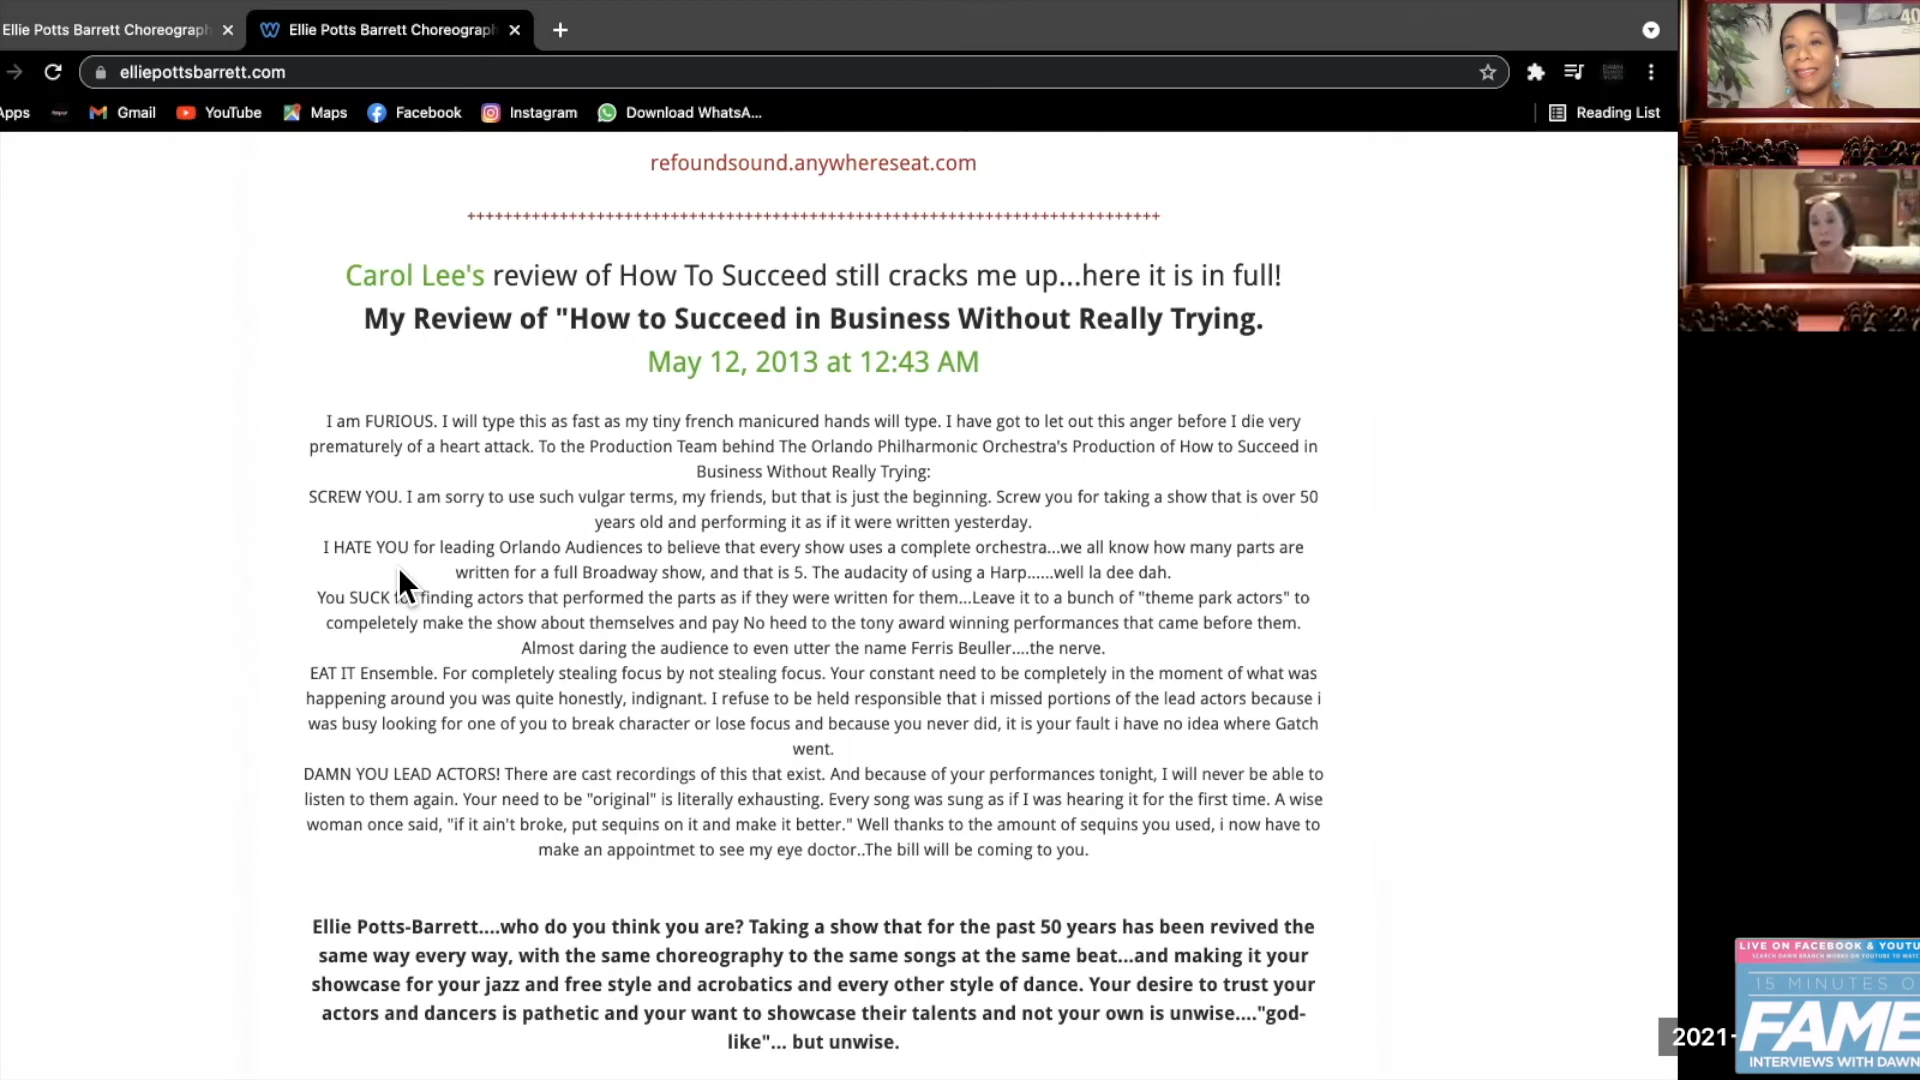 Ellie Potts Barrett Choreograph
Ellie Potts Barrett Choreograph
elliepottsbarrett.com
Apps
Gmail
YouTube
Maps
Facebook
Instagram
Download WhatsA...
Reading List
refoundsound.anywhereseat.com
+++++++++++++++++++++++++++++++++++++++++++++++++++++++++++++++++++++++++++
Carol Lee's review of How To Succeed still cracks me up...here it is in full!
My Review of "How to Succeed in Business Without Really Trying.
May 12, 2013 at 12:43 AM
I am FURIOUS. I will type this as fast as my tiny french manicured hands will type. I have got to let out this anger before I die very
prematurely of a heart attack. To the Production Team behind The Orlando Philharmonic Orchestra's Production of How to Succeed in
Business Without Really Trying:
SCREW YOU. I am sorry to use such vulgar terms, my friends, but that is just the beginning. Screw you for taking a show that is over 50
years old and performing it as if it were written yesterday.
I HATE YOU for leading Orlando Audiences to believe that every show uses a complete orchestra...we all know how many parts are
written for a full Broadway show, and that is 5. The audacity of using a Harp......well la dee dah.
You SUCK finding actors that performed the parts as if they were written for them...Leave it to a bunch of "theme park actors" to
compeletely make the show about themselves and pay No heed to the tony award winning performances that came before them.
Almost daring the audience to even utter the name Ferris Beuller....the nerve.
EAT IT Ensemble. For completely stealing focus by not stealing focus. Your constant need to be completely in the moment of what was
happening around you was quite honestly, indignant. I refuse to be held responsible that i missed portions of the lead actors because i
was busy looking for one of you to break character or lose focus and because you never did, it is your fault i have no idea where Gatch
went.
DAMN YOU LEAD ACTORS! There are cast recordings of this that exist. And because of your performances tonight, I will never be able to
listen to them again. Your need to be "original" is literally exhausting. Every song was sung as if I was hearing it for the first time. A wise
woman once said, "if it ain't broke, put sequins on it and make it better." Well thanks to the amount of sequins you used, i now have to
make an appointmet to see my eye doctor..The bill will be coming to you.
Ellie Potts-Barrett....who do you think you are? Taking a show that for the past 50 years has been revived the
same way every way, with the same choreography to the same songs at the same beat...and making it your
showcase for your jazz and free style and acrobatics and every other style of dance. Your desire to trust your
actors and dancers is pathetic and your want to showcase their talents and not your own is unwise...."god-
like"... but unwise.
40
LIVE ON FACEBOOK & YOUTU
SEARCH DAWN BRANCH WORKS ON YOUTUBE TO WATC
15 MINUTES O
FAME
INTERVIEWS WITH DAWN
2021-